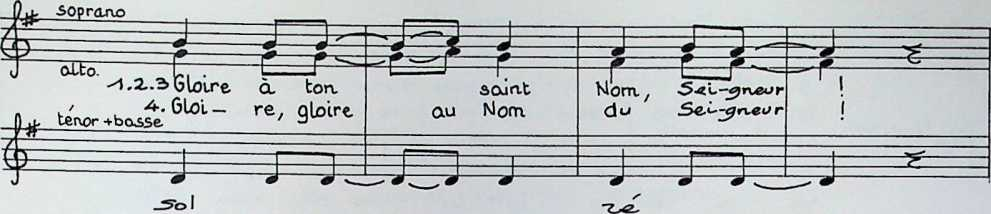 soprano
alto.
1.2.3 Gloire à ton saint Nom, Sei-gneur !
4. Gloi- re, gloire au Nom du Sei-gneur !
ténor + basse
sol ré